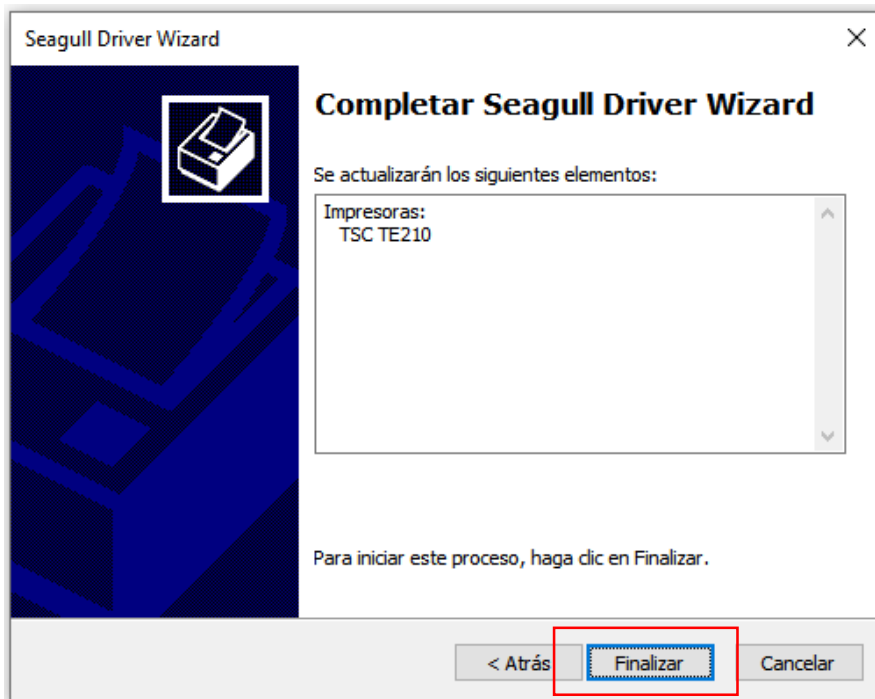 Seagull Driver Wizard
Completar Seagull Driver Wizard
Se actualizarán los siguientes elementos:
Impresoras:
TSC TE210
Para iniciar este proceso, haga clic en Finalizar.
< Atrás
Finalizar
Cancelar